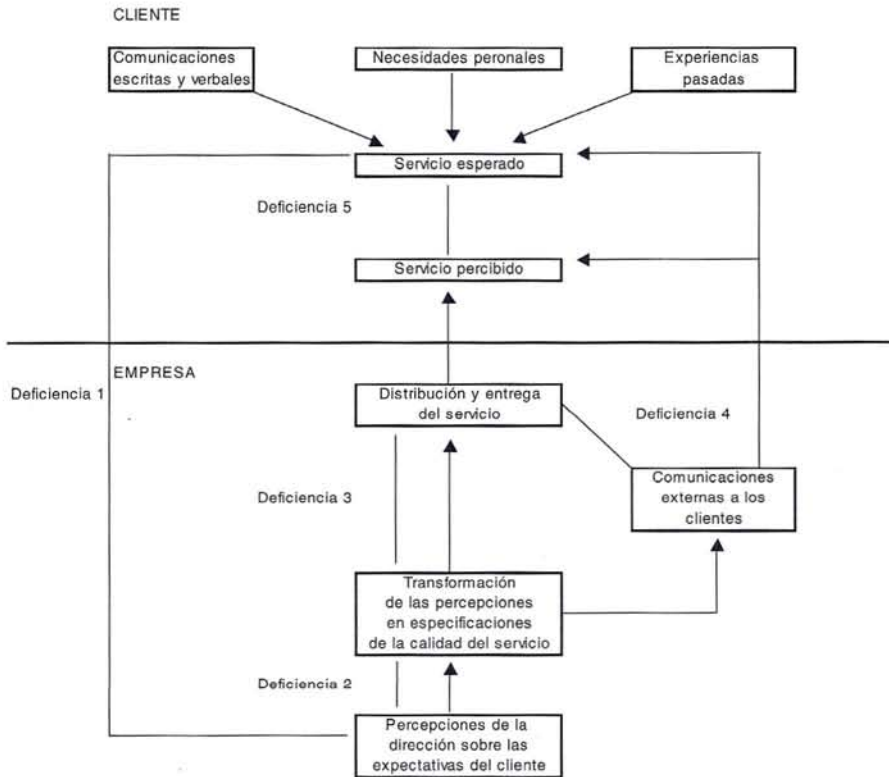 CLIENTE
Comunicaciones
escritas y verbales
Necesidades peronales
Experiencias
pasadas
Servicio esperado
Deficiencia 5
Servicio percibido
EMPRESA
Deficiencia 1
Distribución y entrega
del servicio
Deficiencia 4
Comunicaciones
externas a los
clientes
Deficiencia 3
Transformación
de las percepciones
en especificaciones
de la calidad del servicio
Deficiencia 2
Percepciones de la
dirección sobre las
expectativas del cliente